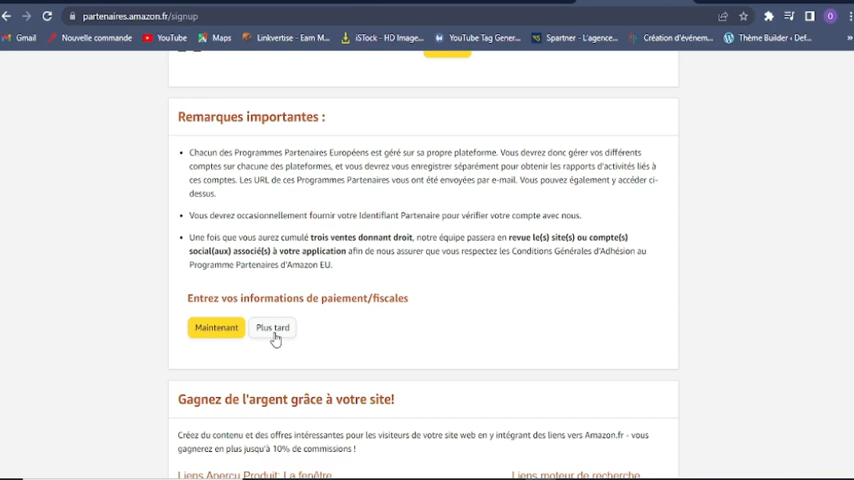 partenaires.amazon.fr/signup
Gmail
Nouvelle commande
YouTube
Maps
Linkvertise - Earn M...
iStock - HD Image...
YouTube Tag Gener...
Spartner - L'agence...
Création d'événem...
Thème Builder ‹ Def...
Remarques importantes :
• Chacun des Programmes Partenaires Européens est géré sur sa propre plateforme. Vous devrez donc gérer vos différents
comptes sur chacune des plateformes, et vous devrez vous enregistrer séparément pour obtenir les rapports d'activités liés à
ces comptes. Les URL de ces Programmes Partenaires vous ont été envoyées par e-mail. Vous pouvez également y accéder ci-
dessus.
• Vous devrez occasionnellement fournir votre Identifiant Partenaire pour vérifier votre compte avec nous.
• Une fois que vous aurez cumulé trois ventes donnant droit, notre équipe passera en revue le(s) site(s) ou compte(s)
social(aux) associé(s) à votre application afin de nous assurer que vous respectez les Conditions Générales d'Adhésion au
Programme Partenaires d'Amazon EU.
Entrez vos informations de paiement/fiscales
Maintenant
Plus tard
Gagnez de l'argent grâce à votre site!
Créez du contenu et des offres intéressantes pour les visiteurs de votre site web en y intégrant des liens vers Amazon.fr - vous
gagnerez en plus jusqu'à 10% de commissions !
Liens Aperçu Produit: La fenêtre
Liens moteur de recherche